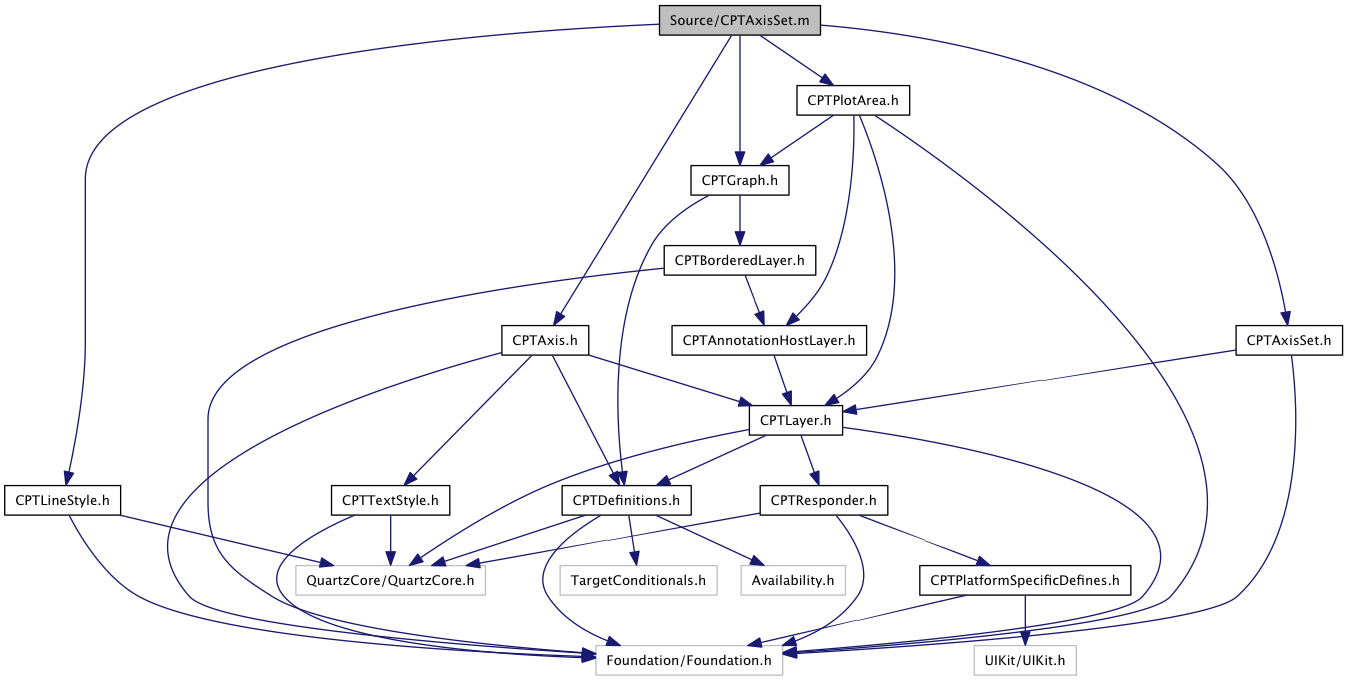 Source/CPTAxisSet.m
CPTPlotArea.h
CPTGraph.h
CPTBorderedLayer.h
CPTAxis.h
CPTAnnotationHostLayer.h
CPTAxisSet.h
CPTLayer.h
CPTLineStyle.h
CPTTextStyle.h
CPTDefinitions.h
CPTResponder.h
QuartzCore/QuartzCore.h
TargetConditionals.h
Availability.h
CPTPlatformSpecificDefines.h
Foundation/Foundation.h
UIKit/UIKit.h